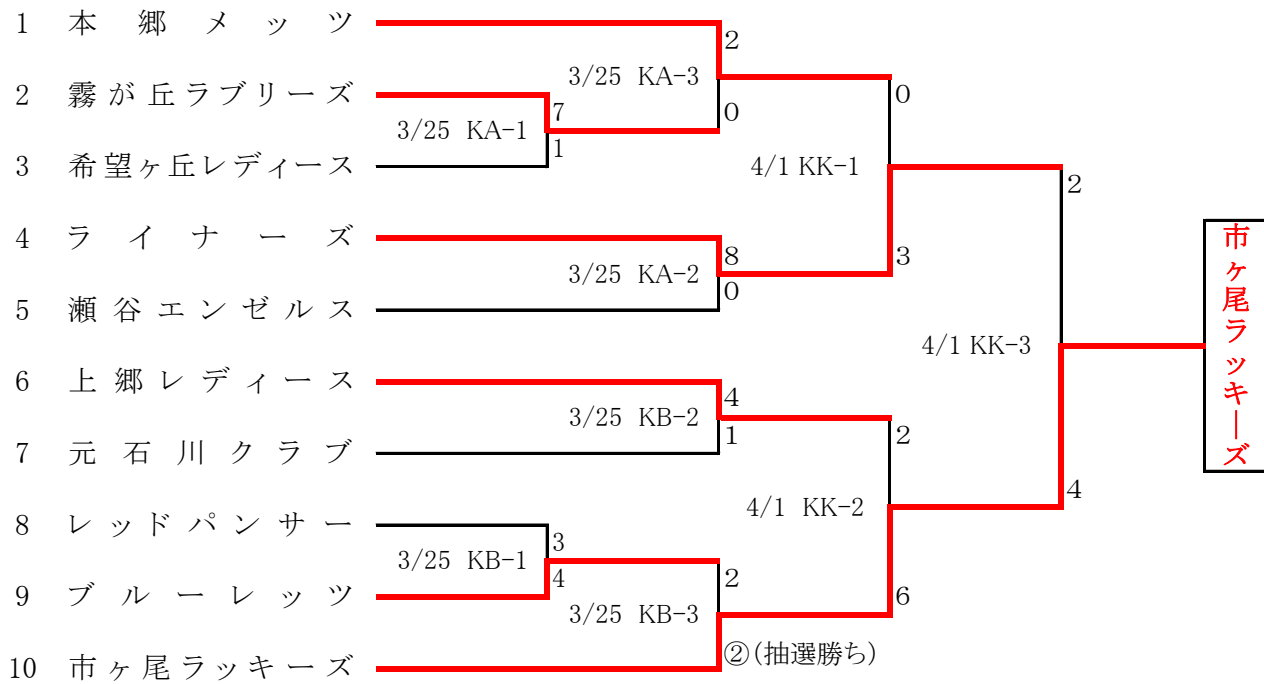 1 本郷メッツ
2
3/25 KA-3
0
2 霧が丘ラブリーズ
7
0
3/25 KA-1
1
3 希望ヶ丘レディース
4/1 KK-1
2
4 ライナーズ
8
3
3/25 KA-2
0
5 瀬谷エンゼルス
市ヶ尾ラッキーズ
4/1 KK-3
6 上郷レディース
4
3/25 KB-2
2
1
7 元石川クラブ
4
4/1 KK-2
8 レッドパンサー
3
3/25 KB-1
4
2
6
9 ブルーレッツ
3/25 KB-3
②(抽選勝ち)
10 市ヶ尾ラッキーズ